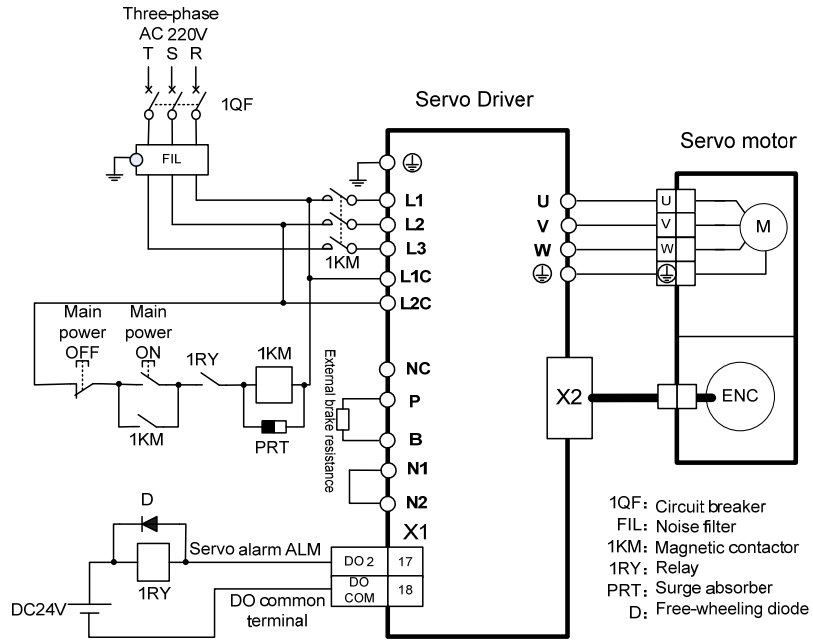 Three-phase
AC 220V
T S R
1QF
Servo Driver
FIL
Servo motor
L1
L2
L3
1KM
L1C
L2C
U
V
W
U
V
W
M
Main power OFF
Main power ON
1RY
1KM
1KM
PRT
External brake resistance
NC
P
B
N1
N2
X2
ENC
X1
D
Servo alarm ALM
1RY
DO 2
17
DO COM
18
DC24V
DO common
terminal
1QF: Circuit breaker
FIL: Noise filter
1KM: Magnetic contactor
1RY: Relay
PRT: Surge absorber
D: Free-wheeling diode